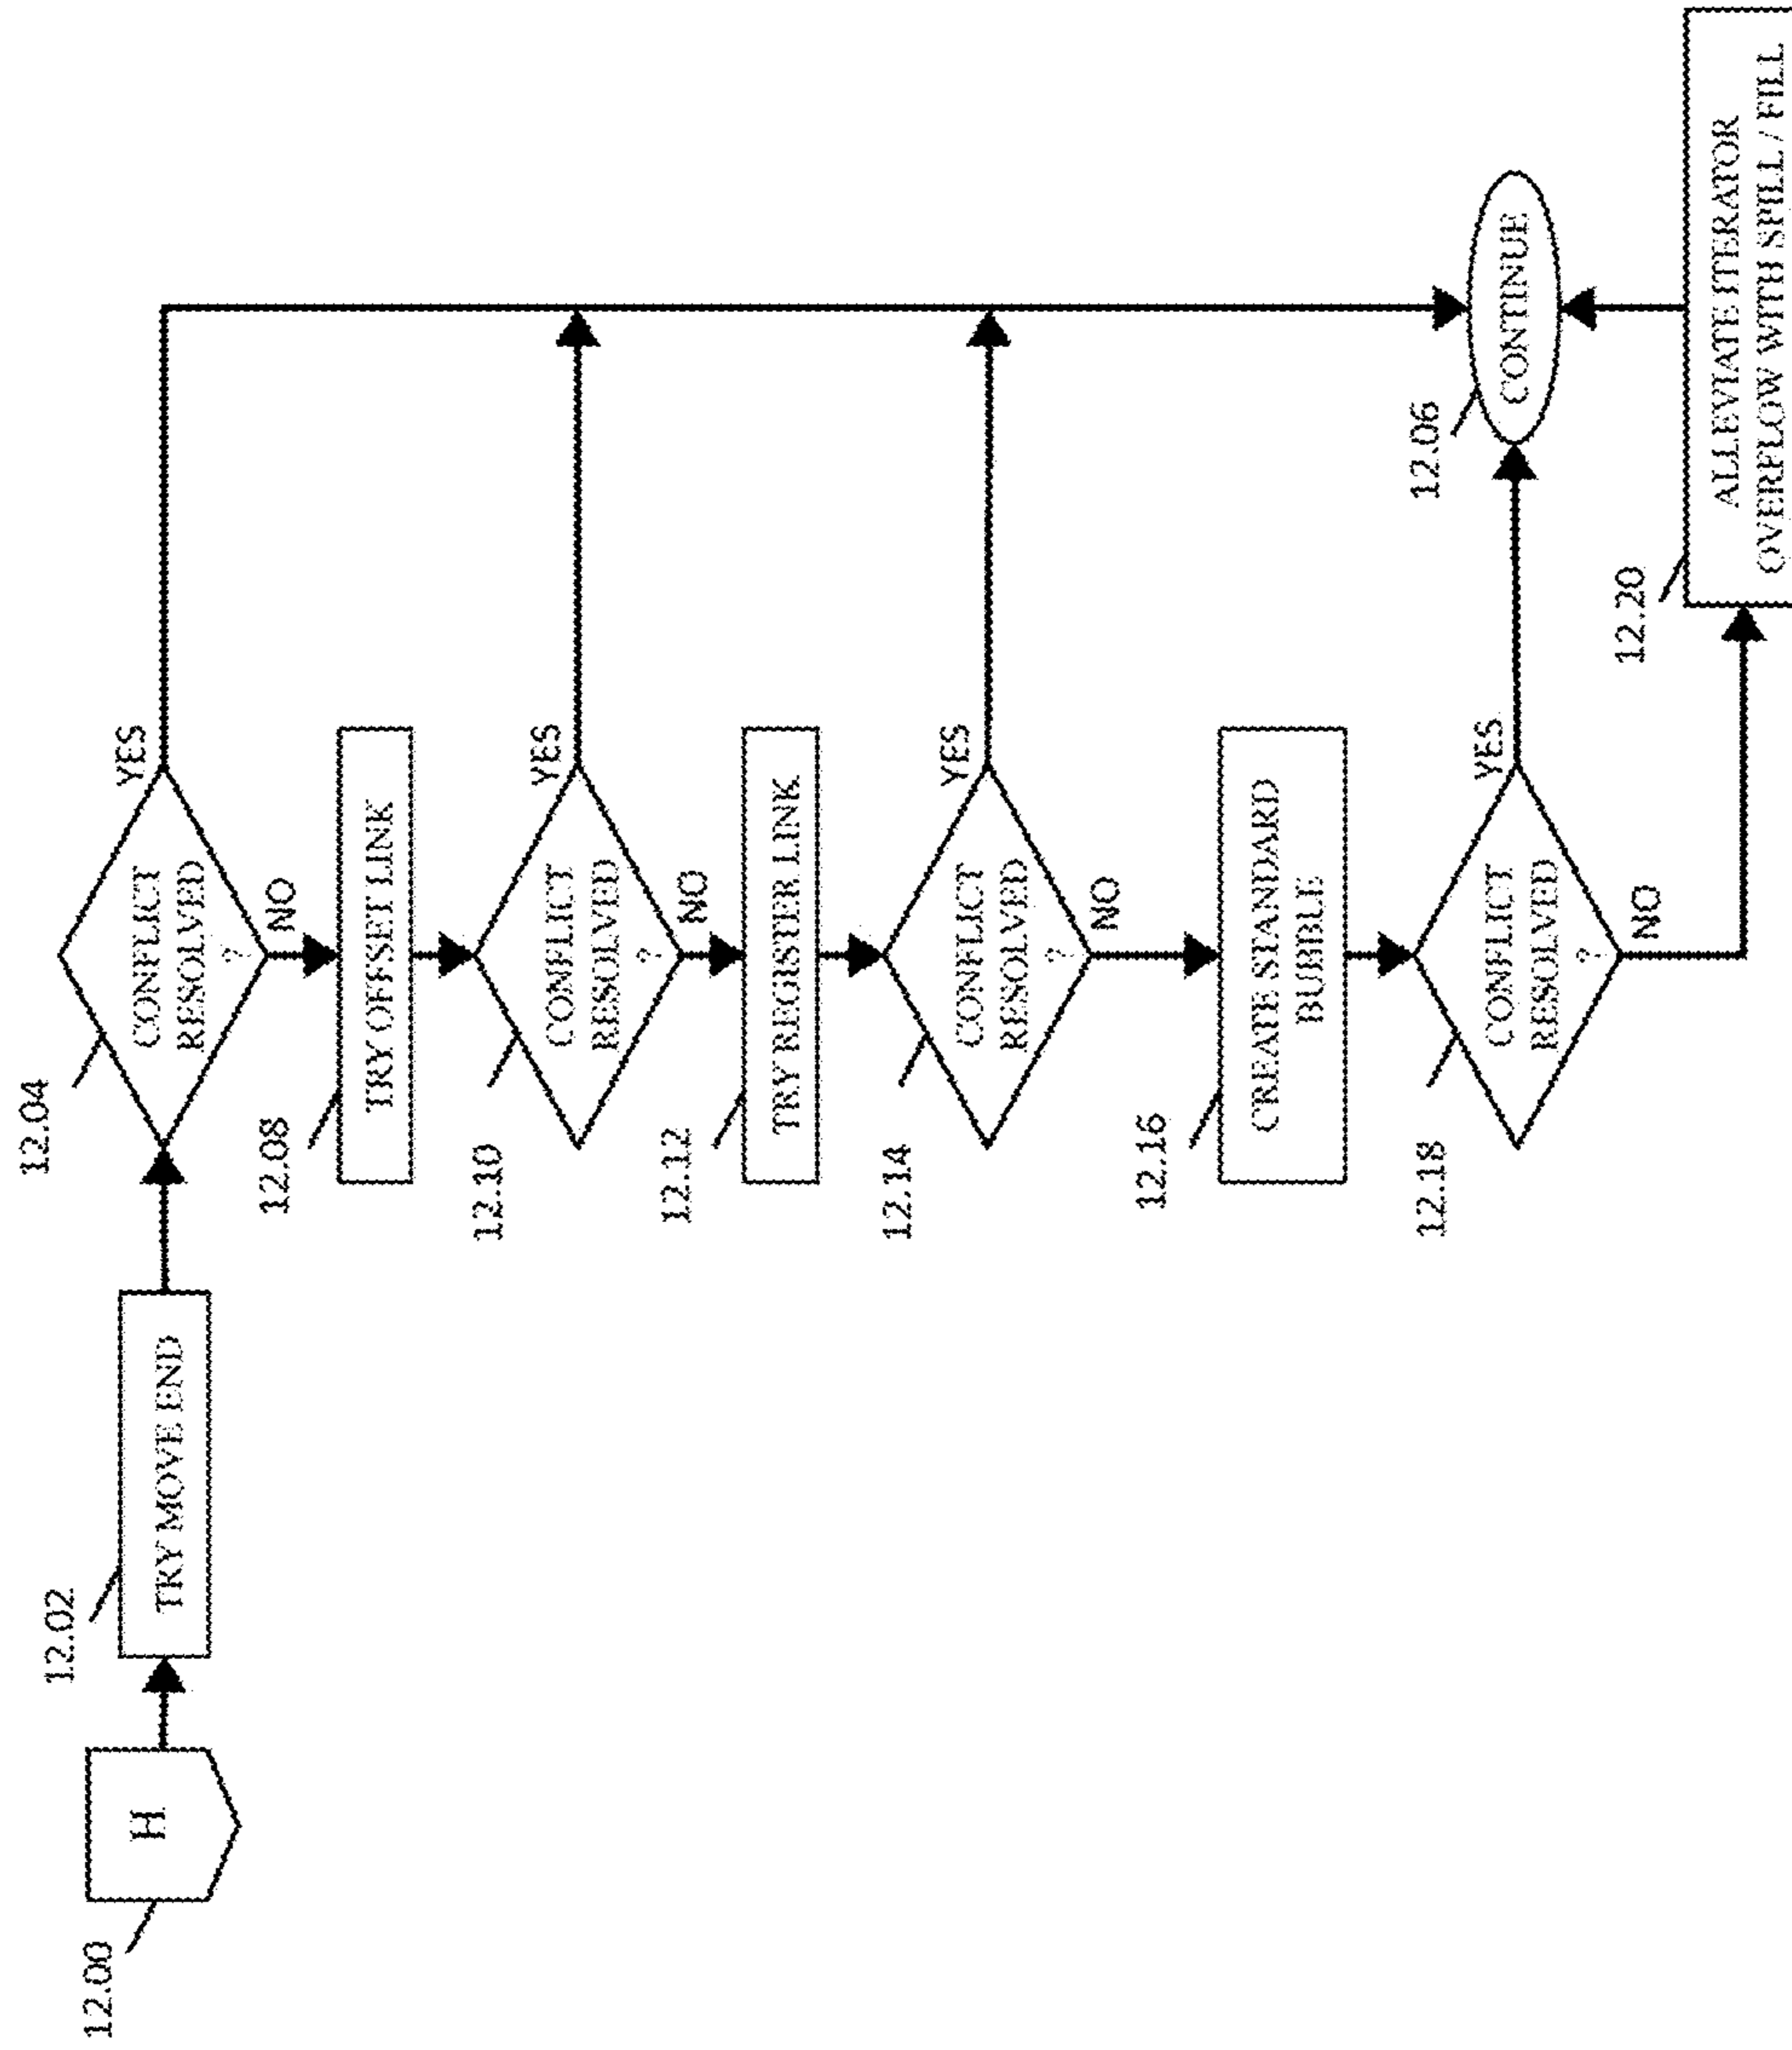 12.00
H
12.02
TRY MOVE END
12.04
CONFLICT
RESOLVED
?
YES
NO
12.08
TRY OFFSET LINK
12.10
CONFLICT
RESOLVED
?
YES
NO
12.12
TRY REGISTER LINK
12.14
CONFLICT
RESOLVED
?
YES
NO
12.16
CREATE STANDARD
BUBBLE
12.18
CONFLICT
RESOLVED
?
YES
NO
12.06
CONTINUE
12.20
ALLEVIATE ITERATOR
OVERFLOW WITH SPILL / FILL